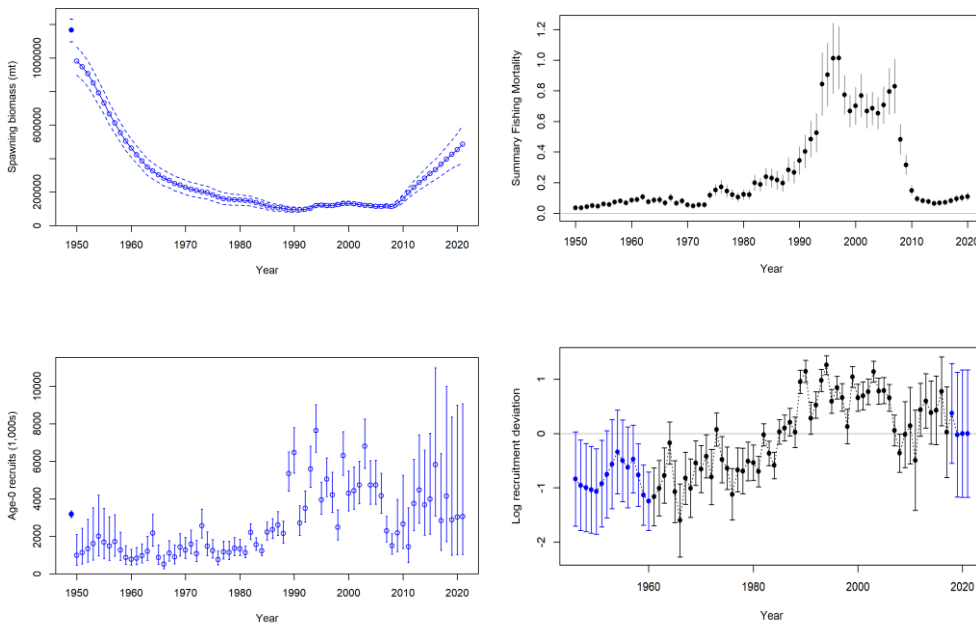 Spawning biomass (mt)
0 200000 600000 1000000
1950 1960 1970 1980 1990 2000 2010 2020
Year
Summary Fishing Mortality
0.0 0.2 0.4 0.6 0.8 1.0 1.2
1950 1960 1970 1980 1990 2000 2010 2020
Year
Age-0 recruits (1,000s)
0 2000 4000 6000 8000 10000
1950 1960 1970 1980 1990 2000 2010 2020
Year
Log recruitment deviation
-2 -1 0 1
1960 1980 2000 2020
Year